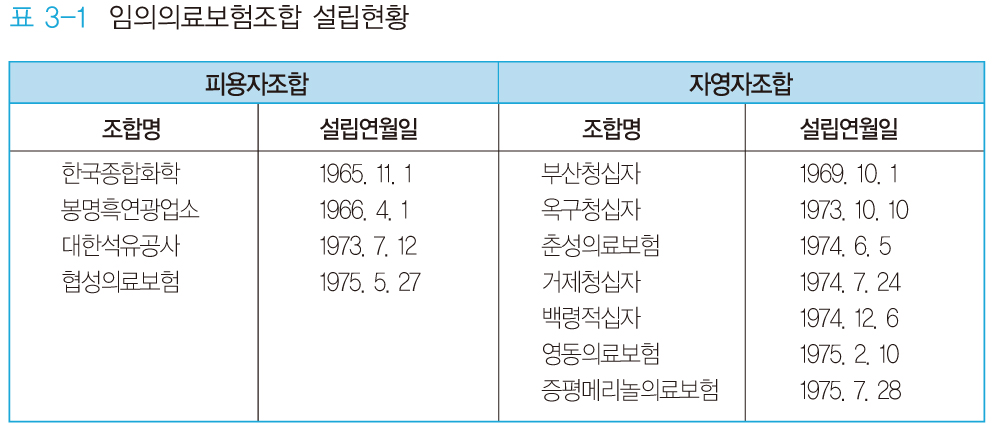 표 3-1 임의의료보험조합 설립현황
피용자조합 자영자조합
조합명 설립연월일 조합명 설립연월일
한국종합화학 1965. 11. 1 부산청십자 1969. 10. 1
봉명흑연광업소 1966. 4. 1 옥구청십자 1973. 10. 10
대한석유공사 1973. 7. 12 춘성의료보험 1974. 6. 5
협성의료보험 1975. 5. 27 거제청십자 1974. 7. 24
백령적십자 1974. 12. 6
영동의료보험 1975. 2. 10
증평메리놀의료보험 1975. 7. 28